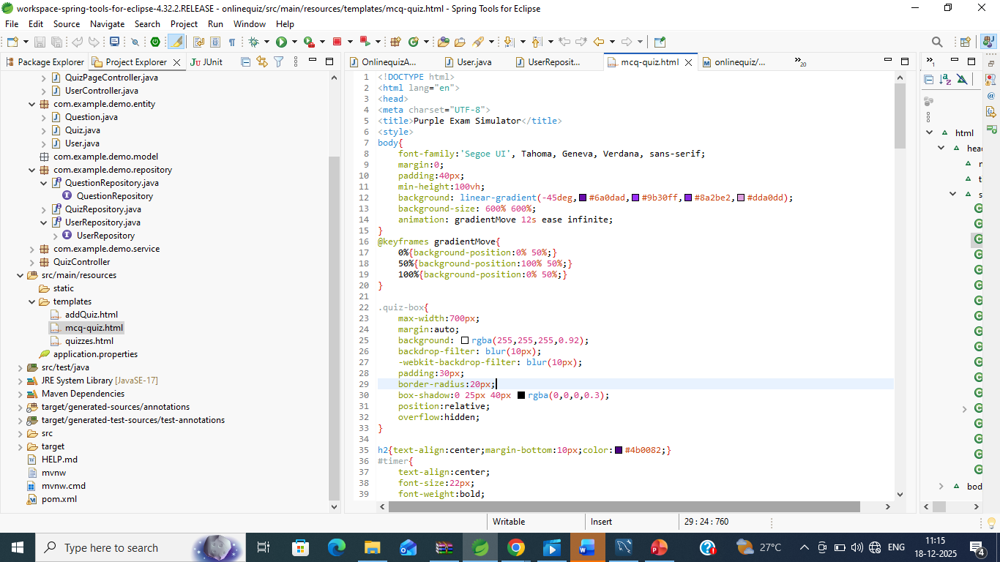 workspace-spring-tools-for-eclipse-4.32.2.RELEASE - onlinequiz/src/main/resources/templates/mcq-quiz.html - Spring Tools for Eclipse
File Edit Source Navigate Search Project Run Window Help
Package Explorer Project Explorer JUnit
OnlinequizA... User.java UserReposit... mcq-quiz.html onlinequiz/... »20
»1
QuizPageController.java
UserController.java
com.example.demo.entity
Question.java
Quiz.java
User.java
com.example.demo.model
com.example.demo.repository
QuestionRepository.java
QuestionRepository
QuizRepository.java
UserRepository.java
UserRepository
com.example.demo.service
QuizController
src/main/resources
static
templates
addQuiz.html
mcq-quiz.html
quizzes.html
application.properties
src/test/java
JRE System Library [JavaSE-17]
Maven Dependencies
target/generated-sources/annotations
target/generated-test-sources/test-annotations
src
target
HELP.md
mvnw
mvnw.cmd
pom.xml
1 <!DOCTYPE html>
2 <html lang="en">
3 <head>
4 <meta charset="UTF-8">
5 <title>Purple Exam Simulator</title>
6 <style>
7 body{
8 font-family:'Segoe UI', Tahoma, Geneva, Verdana, sans-serif;
9 margin:0;
10 padding:40px;
11 min-height:100vh;
12 background: linear-gradient(-45deg,#6a0dad,#9b30ff,#8a2be2,#dda0dd);
13 background-size: 600% 600%;
14 animation: gradientMove 12s ease infinite;
15 }
16 @keyframes gradientMove{
17 0%{background-position:0% 50%;}
18 50%{background-position:100% 50%;}
19 100%{background-position:0% 50%;}
20 }
21
22 .quiz-box{
23 max-width:700px;
24 margin:auto;
25 background: rgba(255,255,255,0.92);
26 backdrop-filter: blur(10px);
27 -webkit-backdrop-filter: blur(10px);
28 padding:30px;
29 border-radius:20px;
30 box-shadow:0 25px 40px rgba(0,0,0,0.3);
31 position:relative;
32 overflow:hidden;
33 }
34
35 h2{text-align:center;margin-bottom:10px;color:#4b0082;}
36 #timer{
37 text-align:center;
38 font-size:22px;
39 font-weight:bold;
html
head
s
bod
Writable Insert 29 : 24 : 760
Type here to search
27°C ENG
11:15
18-12-2025
4